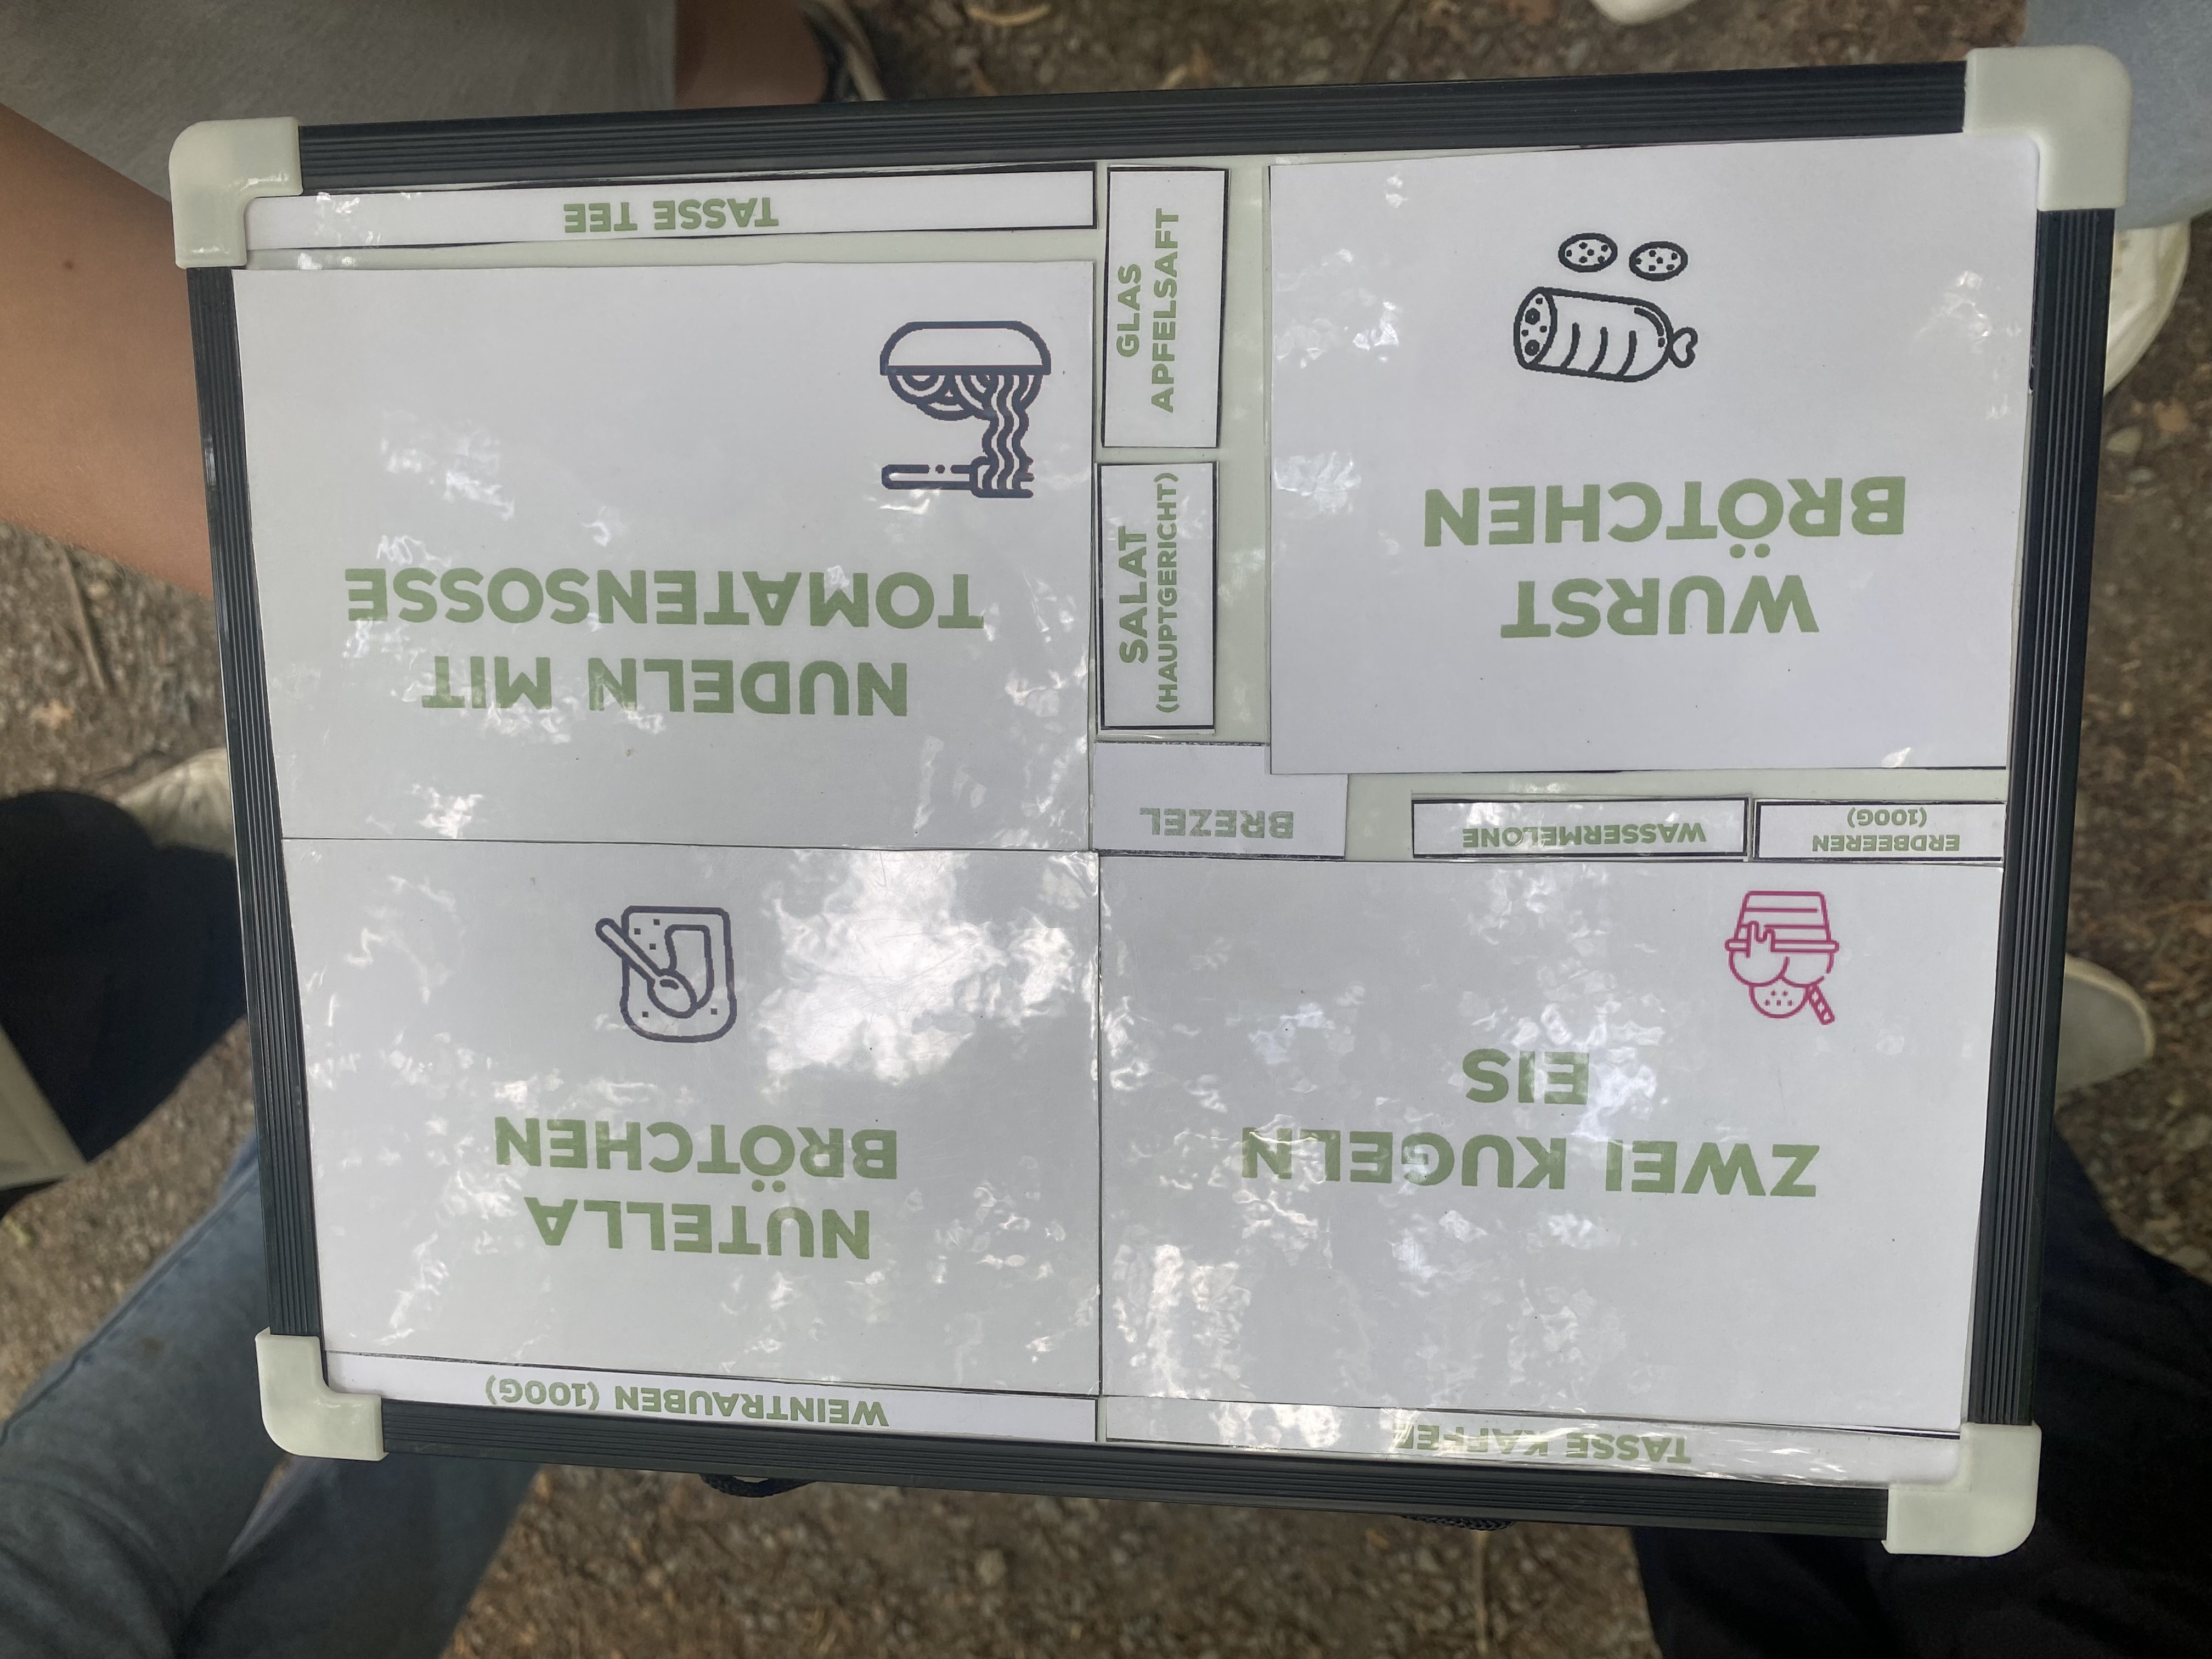 TASSE KAFFEE
WEINTRAUBEN (100G)
ZWEI KUGELN
EIS
NUTELLA
BRÖTCHEN
ERDBEEREN
(100G)
WASSERMELONE
BREZEL
WURST
BRÖTCHEN
SALAT
(HAUPTGERICHT)
GLAS
APFELSAFT
NUDELN MIT
TOMATENSOSSE
TASSE TEE